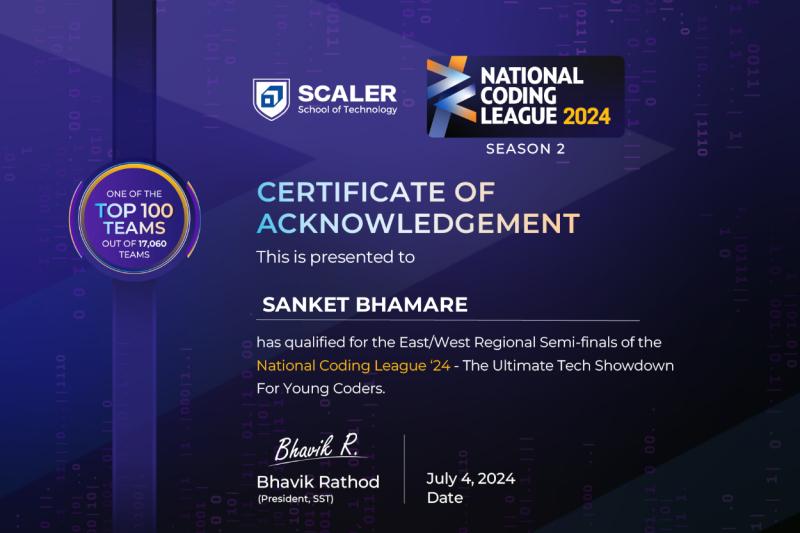 SCALER
School of Technology
NATIONAL
CODING
LEAGUE 2024
SEASON 2
ONE OF THE
TOP 100
TEAMS
OUT OF 17,060
TEAMS
CERTIFICATE OF
ACKNOWLEDGEMENT
This is presented to
SANKET BHAMARE
has qualified for the East/West Regional Semi-finals of the
National Coding League ‘24 - The Ultimate Tech Showdown
For Young Coders.
Bhavik R.
Bhavik Rathod
(President, SST)
July 4, 2024
Date